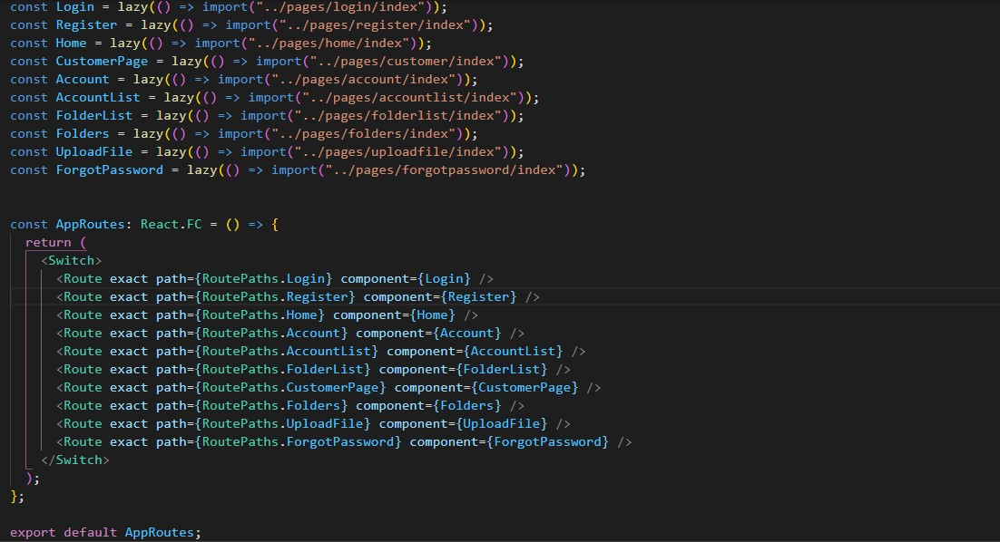 const Login = lazy(() => import("../pages/login/index"));
const Register = lazy(() => import("../pages/register/index"));
const Home = lazy(() => import("../pages/home/index"));
const CustomerPage = lazy(() => import("../pages/customer/index"));
const Account = lazy(() => import("../pages/account/index"));
const AccountList = lazy(() => import("../pages/accountlist/index"));
const FolderList = lazy(() => import("../pages/folderlist/index"));
const Folders = lazy(() => import("../pages/folders/index"));
const UploadFile = lazy(() => import("../pages/uploadfile/index"));
const ForgotPassword = lazy(() => import("../pages/forgotpassword/index"));
const AppRoutes: React.FC = () => {
  return (
    <Switch>
      <Route exact path={RoutePaths.Login} component={Login} />
      <Route exact path={RoutePaths.Register} component={Register} />
      <Route exact path={RoutePaths.Home} component={Home} />
      <Route exact path={RoutePaths.Account} component={Account} />
      <Route exact path={RoutePaths.AccountList} component={AccountList} />
      <Route exact path={RoutePaths.FolderList} component={FolderList} />
      <Route exact path={RoutePaths.CustomerPage} component={CustomerPage} />
      <Route exact path={RoutePaths.Folders} component={Folders} />
      <Route exact path={RoutePaths.UploadFile} component={UploadFile} />
      <Route exact path={RoutePaths.ForgotPassword} component={ForgotPassword} />
    </Switch>
  );
};
export default AppRoutes;